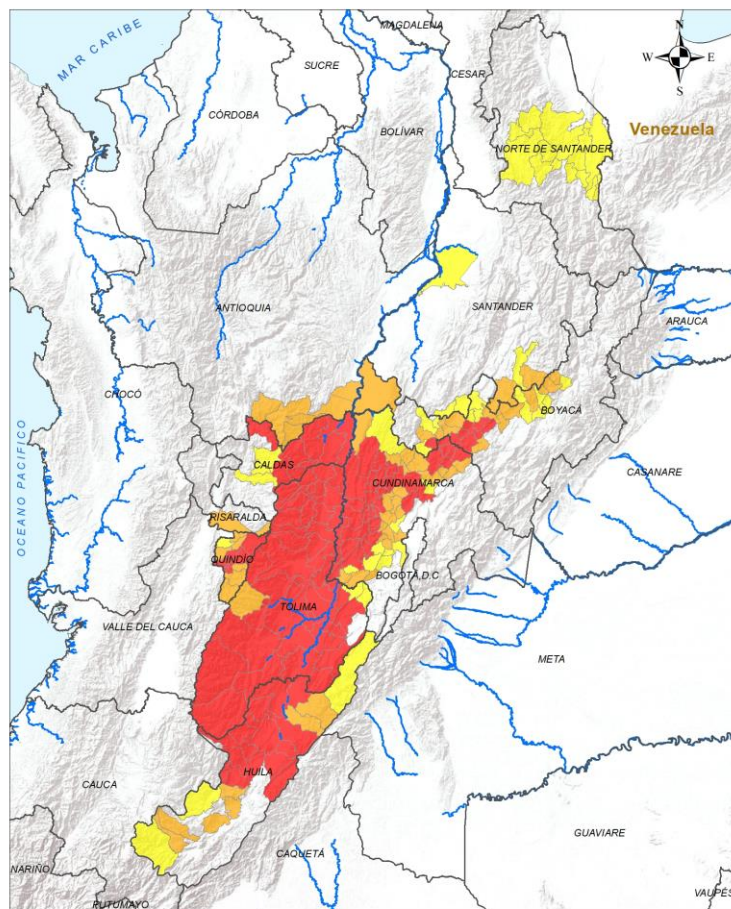 MAGDALENA
N
MAR CARIBE
SUCRE
CESAR
W
E
S
CÓRDOBA
BOLÍVAR
Venezuela
NORTE DE SANTANDER
ANTIOQUIA
SANTANDER
ARAUCA
CHOCÓ
BOYACÁ
OCEANO PACIFICO
CALDAS
CUNDINAMARCA
CASANARE
RISARALDA
QUINDÍO
BOGOTÁ, D.C
TOLIMA
VALLE DEL CAUCA
META
HUILA
CAUCA
GUAVIARE
CAQUETÁ
NARIÑO
VAUPÉS
PUTUMAYO